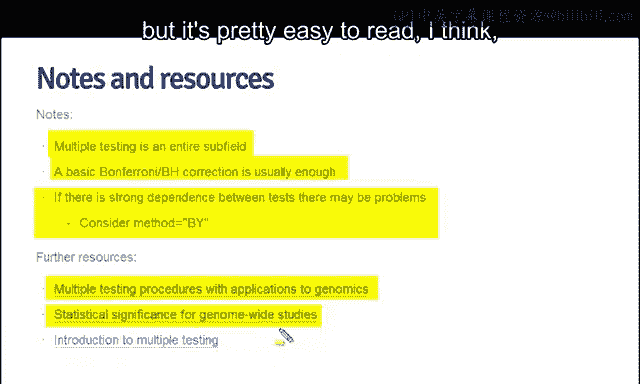 but it's pretty easy to read, I think,
Notes and resources
Notes:
· Multiple testing is an entire subfield
· A basic Bonferroni/BH correction is usually enough
· If there is strong dependence between tests there may be problems
- Consider method="BY"
Further resources:
· Multiple testing procedures with applications to genomics
· Statistical significance for genome-wide studies
· Introduction to multiple testing